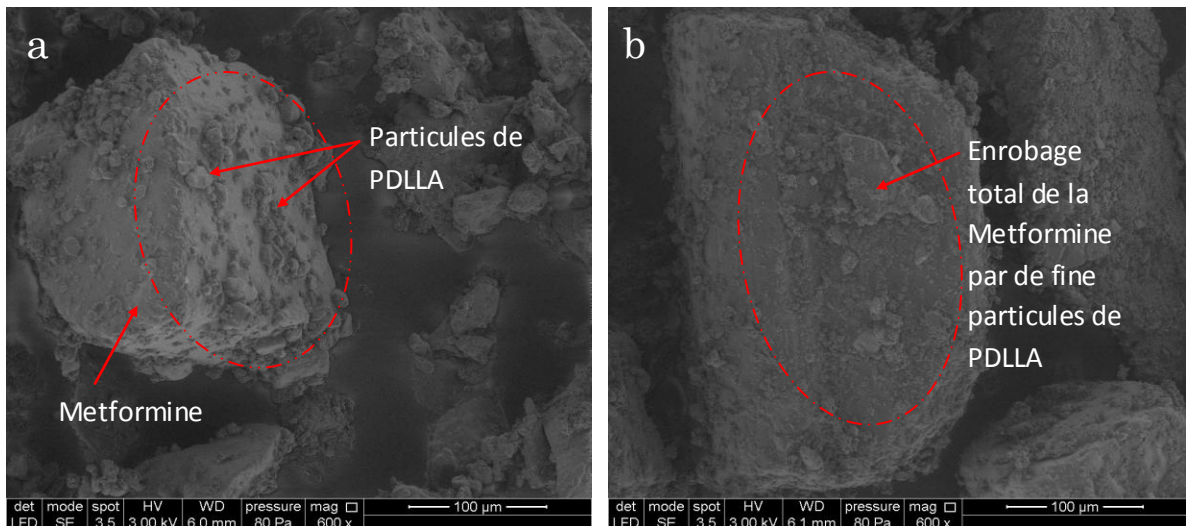 a
Particules de
PDLLA
Metformine
det mode spot HV WD pressure mag
LFD SE 3.5 3.00 kV 6.0 mm 80 Pa 600 x
100 µm
b
Enrobage
total de la
Metformine
par de fine
particules de
PDLLA
det mode spot HV WD pressure mag
LFD SE 3.5 3.00 kV 6.1 mm 80 Pa 600 x
100 µm